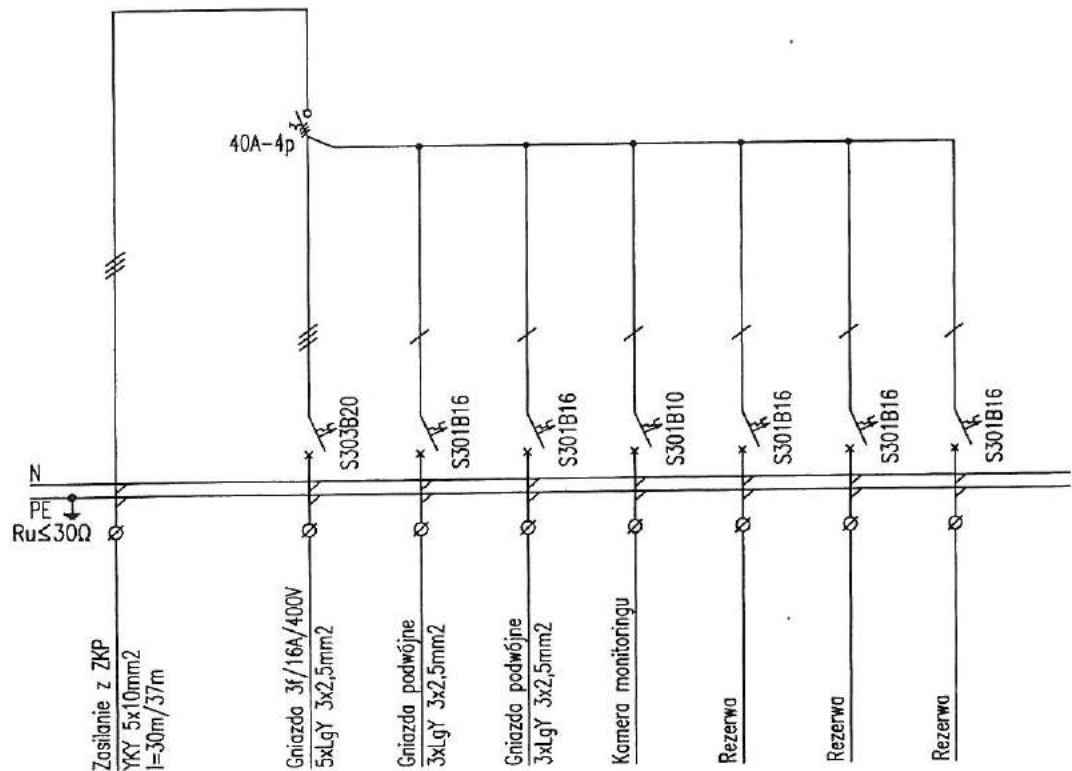 40A-4p
3
S303B20
S301B16
S301B16
S301B10
S301B16
S301B16
S301B16
N
PE
Ru≤30Ω
Zasilanie z ZKP
YKY 5x10mm2
l=30m/37m
Gniazda 3f/16A/400V
5xLgY 3x2,5mm2
Gniazda podwójne
3xLgY 3x2,5mm2
Gniazda podwójne
3xLgY 3x2,5mm2
Kamera monitoringu
Rezerwa
Rezerwa
Rezerwa